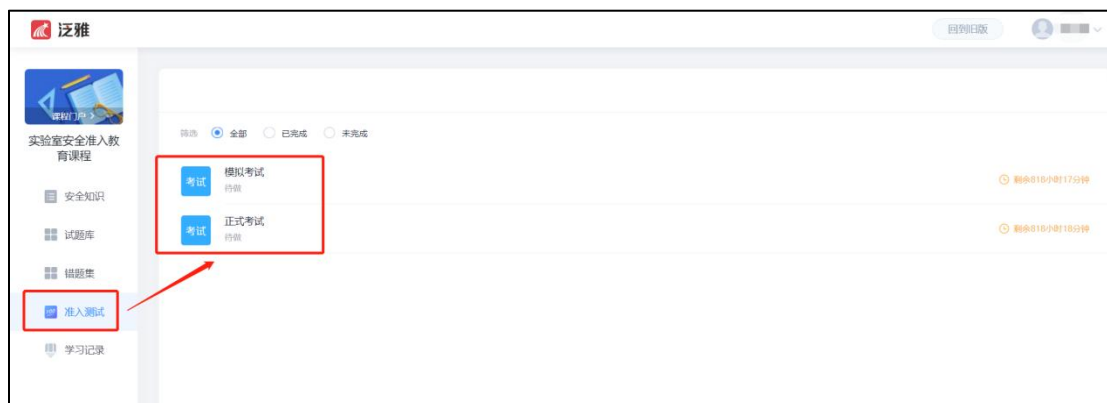 泛雅
回到旧版
课程门户 >
实验室安全准入教
育课程
筛选 全部 已完成 未完成
考试 模拟考试
待做
剩余816小时17分钟
安全知识
考试 正式考试
待做
剩余816小时18分钟
试题库
错题集
准入测试
学习记录